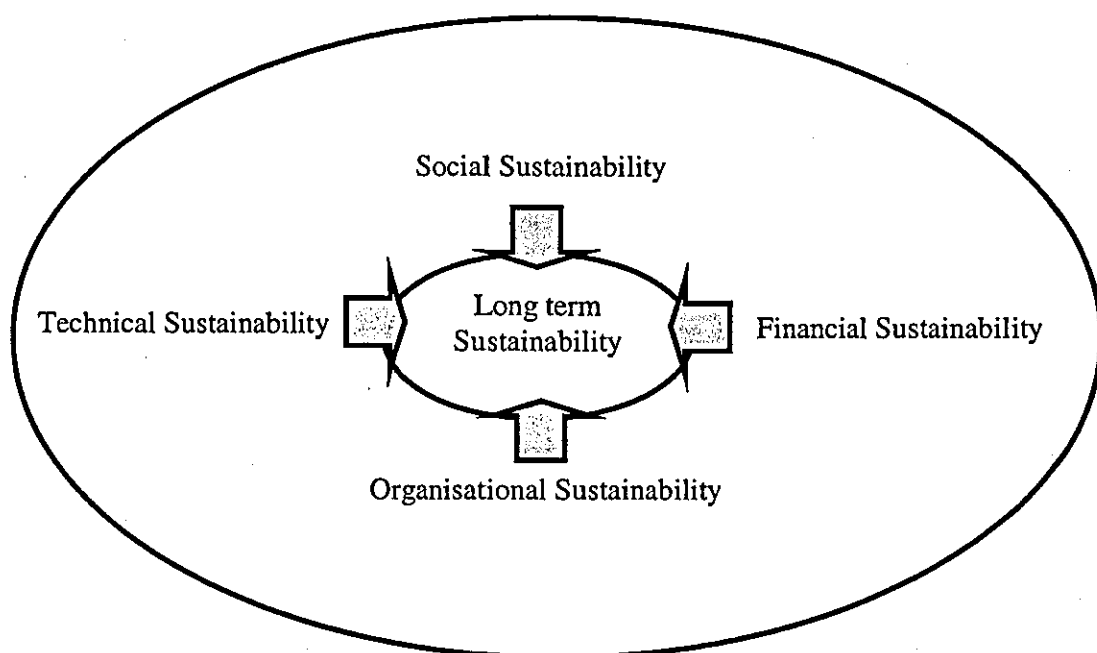 Social Sustainability
Technical Sustainability
Long term
Sustainability
Financial Sustainability
Organisational Sustainability